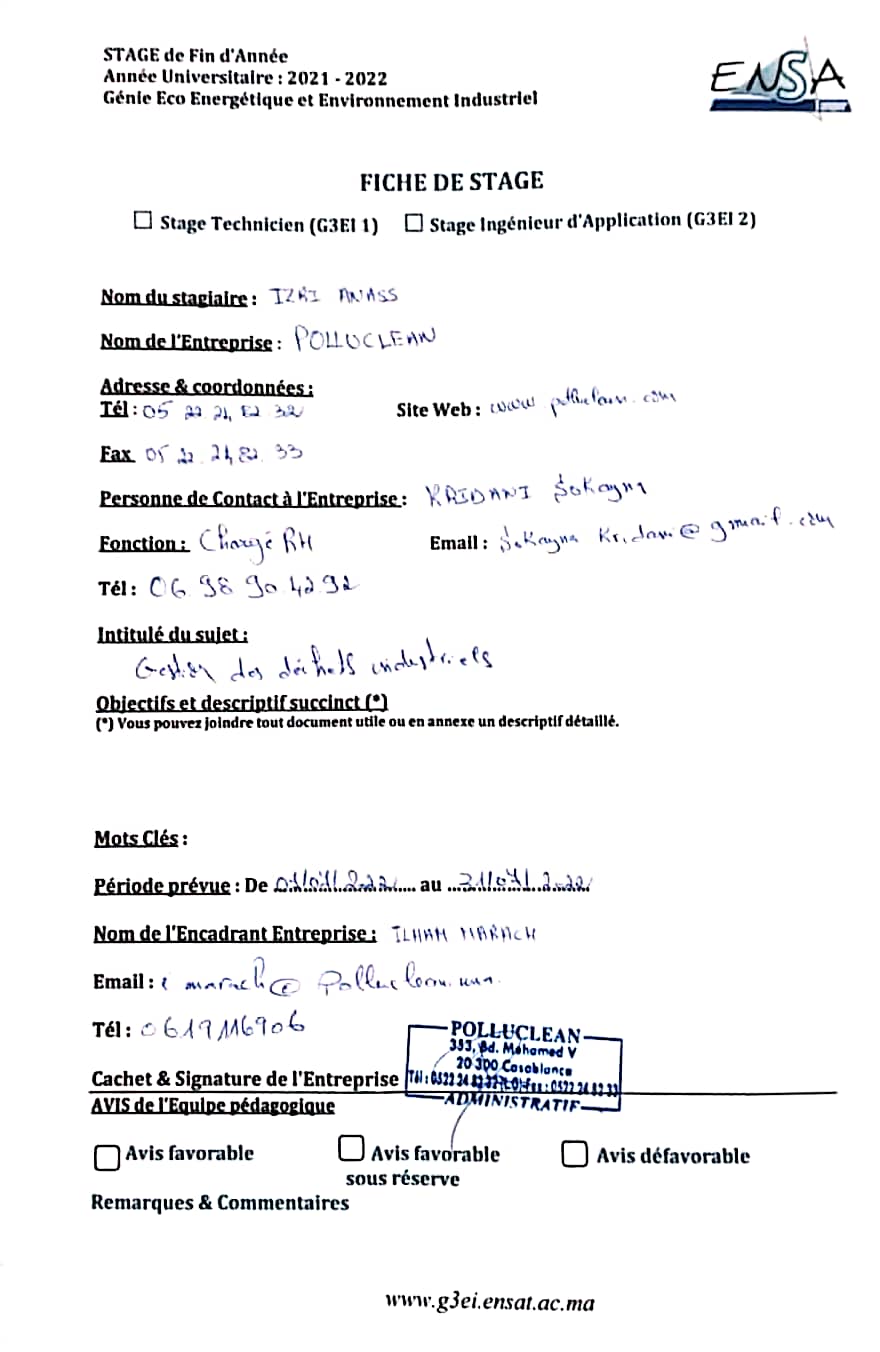 STAGE de Fin d'Année
Année Universitaire : 2021 - 2022
Génie Eco Energétique et Environnement Industriel
ENSA
FICHE DE STAGE
Stage Technicien (G3EI 1) Stage Ingénieur d'Application (G3EI 2)
Nom du stagiaire : IZRI ANASS
Nom de l'Entreprise : POLLUCLEAN
Adresse & coordonnées :
Tél : 05 22 24 82 32 Site Web : www polluclean. com
Fax 05 22 24 82 33
Personne de Contact à l'Entreprise : KRIDANI Sokayna
Fonction : Chargé RH Email : Sokayna Kridani@gmail.com
Tél : 06 98 90 42 92
Intitulé du sujet :
Gestion des déchets industriels
Objectifs et descriptif succinct (*)
(*) Vous pouvez joindre tout document utile ou en annexe un descriptif détaillé.
Mots Clés :
Période prévue : De 2022 au 2022
Nom de l'Encadrant Entreprise : ILHAM MARACH
Email : i marach@
Tél : 0619116906
POLLUCLEAN
393, Bd. Mohamed V
20 300 Casablanca
Cachet & Signature de l'Entreprise Tél : 0522 24 82 32 Fax : 0522 24 82 33
ADMINISTRATIF
AVIS de l'Equipe pédagogique
Avis favorable Avis favorable Avis défavorable
sous réserve
Remarques & Commentaires
www.g3ei.ensat.ac.ma